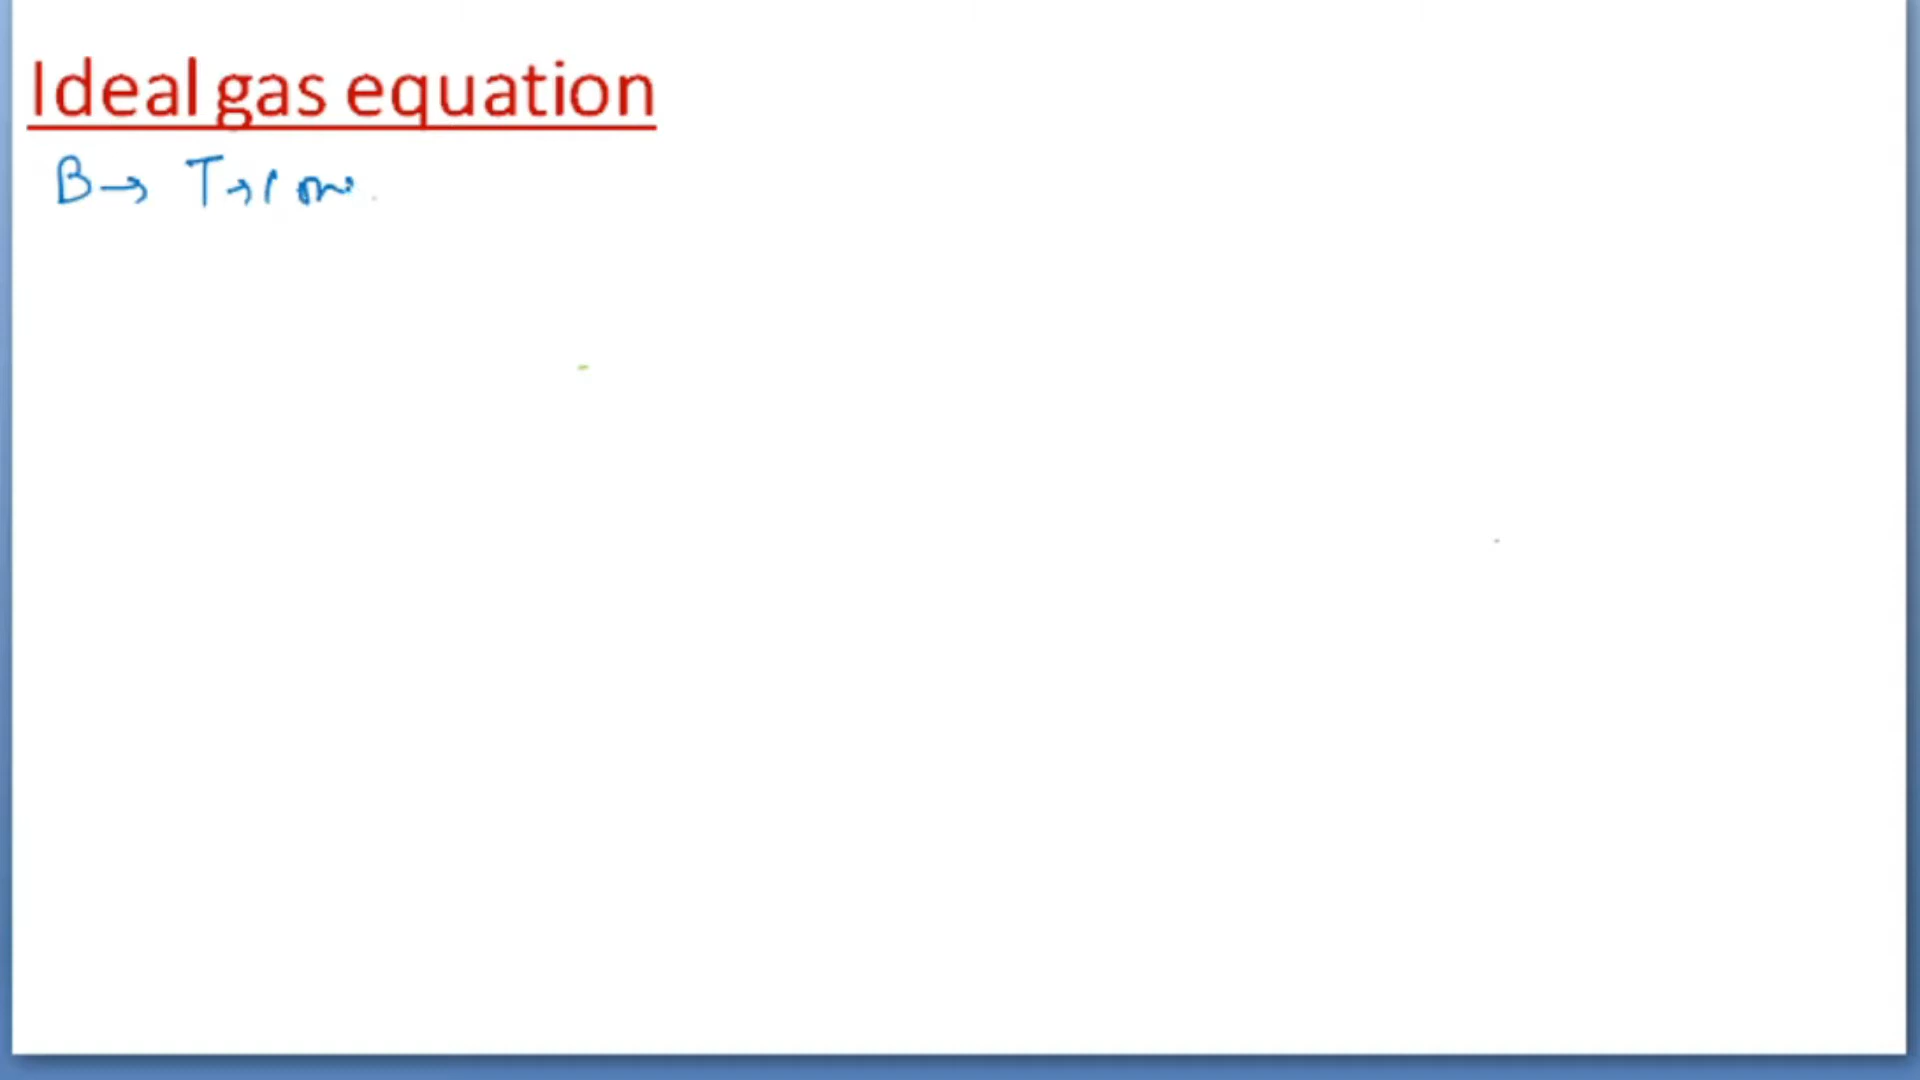 Ideal gas equation
B→ T→